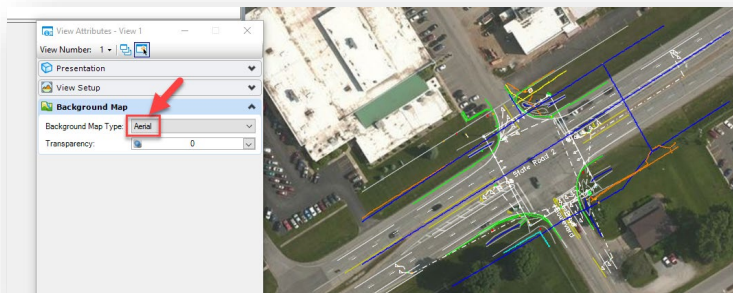 View Attributes - View 1
View Number: 1
Presentation
View Setup
Background Map
Background Map Type: Aerial
Transparency: 0
State Road 2